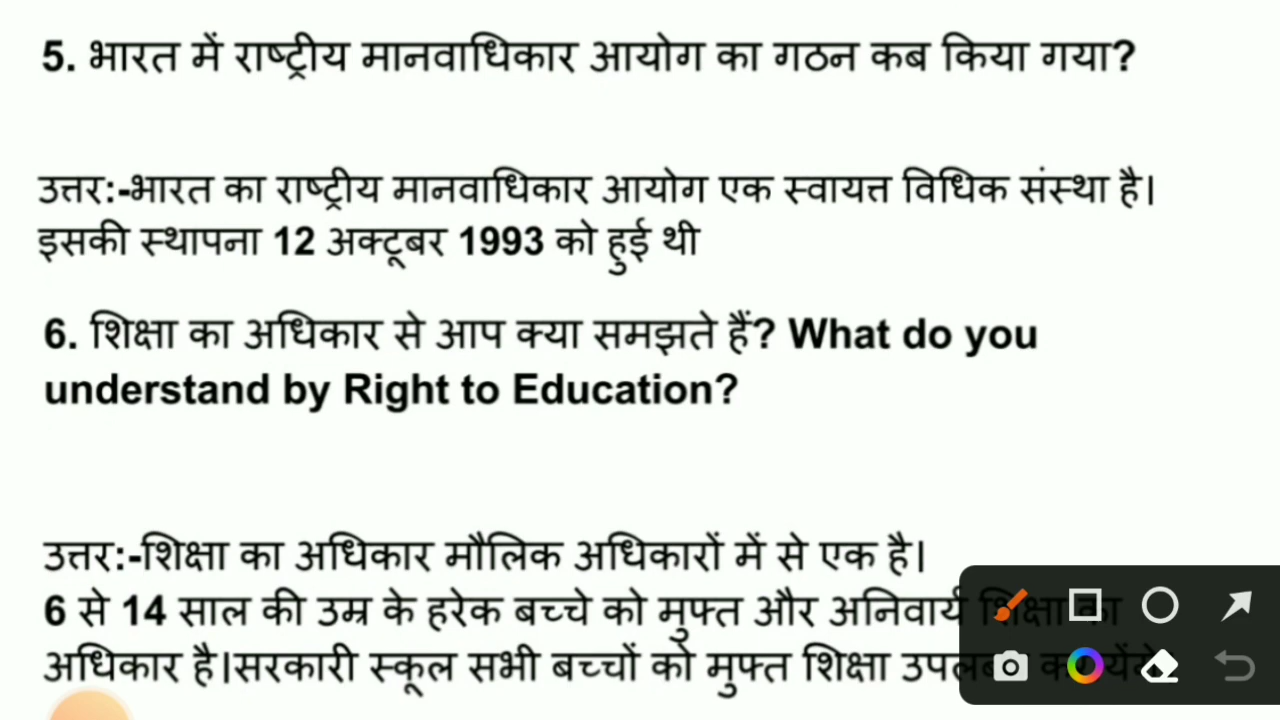 5. भारत में राष्ट्रीय मानवाधिकार आयोग का गठन कब किया गया?
उत्तर:-भारत का राष्ट्रीय मानवाधिकार आयोग एक स्वायत्त विधिक संस्था है।
इसकी स्थापना 12 अक्टूबर 1993 को हुई थी
6. शिक्षा का अधिकार से आप क्या समझते हैं? What do you
understand by Right to Education?
उत्तर:-शिक्षा का अधिकार मौलिक अधिकारों में से एक है।
6 से 14 साल की उम्र के हरेक बच्चे को मुफ्त और अनिवार्य शिक्षा का
अधिकार है।सरकारी स्कूल सभी बच्चों को मुफ्त शिक्षा